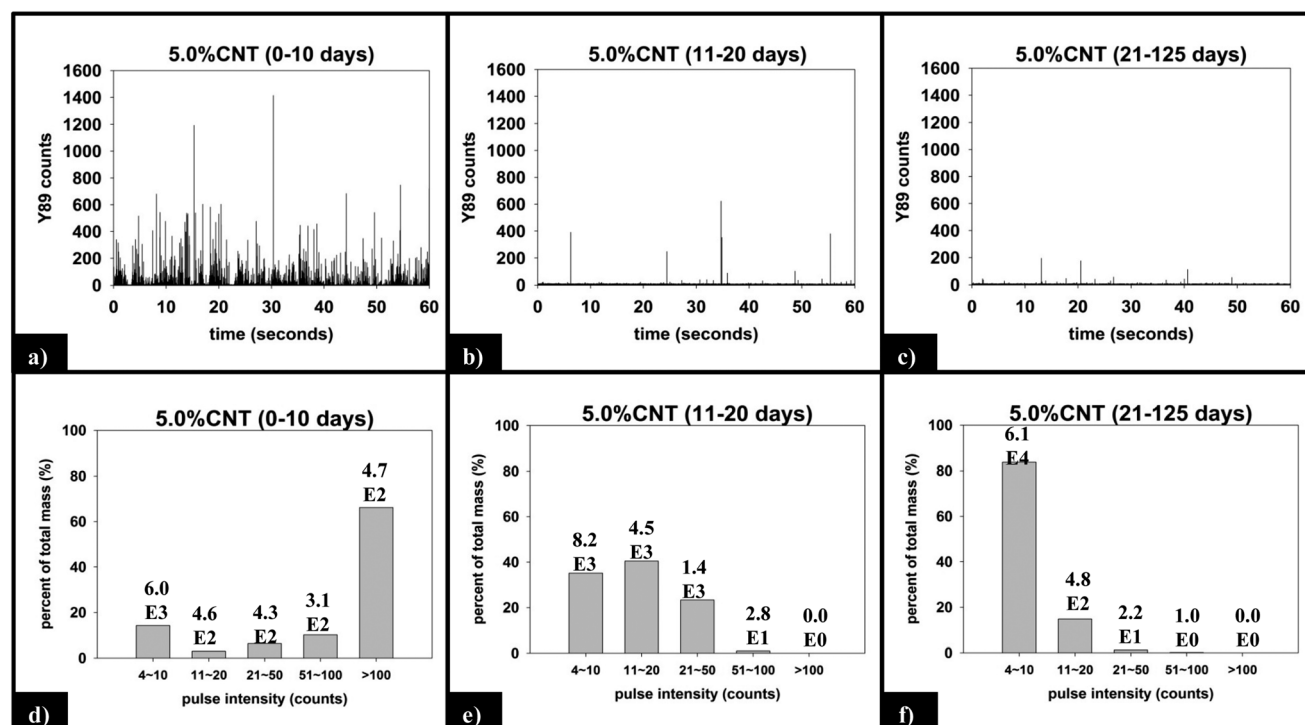 5.0%CNT (0-10 days)
1600
1400
1200
1000
800
600
400
200
0
Y89 counts
0 10 20 30 40 50 60
time (seconds)
a)
5.0%CNT (11-20 days)
1600
1400
1200
1000
800
600
400
200
0
Y89 counts
0 10 20 30 40 50 60
time (seconds)
b)
5.0%CNT (21-125 days)
1600
1400
1200
1000
800
600
400
200
0
Y89 counts
0 10 20 30 40 50 60
time (seconds)
c)
5.0%CNT (0-10 days)
100
80
60
40
20
0
percent of total mass (%)
6.0 4.6 4.3 3.1 4.7
E3 E2 E2 E2 E2
4~10 11~20 21~50 51~100 >100
pulse intensity (counts)
d)
5.0%CNT (11-20 days)
100
80
60
40
20
0
percent of total mass (%)
8.2 4.5 1.4 2.8 0.0
E3 E3 E3 E1 E0
4~10 11~20 21~50 51~100 >100
pulse intensity (counts)
e)
5.0%CNT (21-125 days)
100
80
60
40
20
0
percent of total mass (%)
6.1 4.8 2.2 1.0 0.0
E4 E2 E1 E0 E0
4~10 11~20 21~50 51~100 >100
pulse intensity (counts)
f)